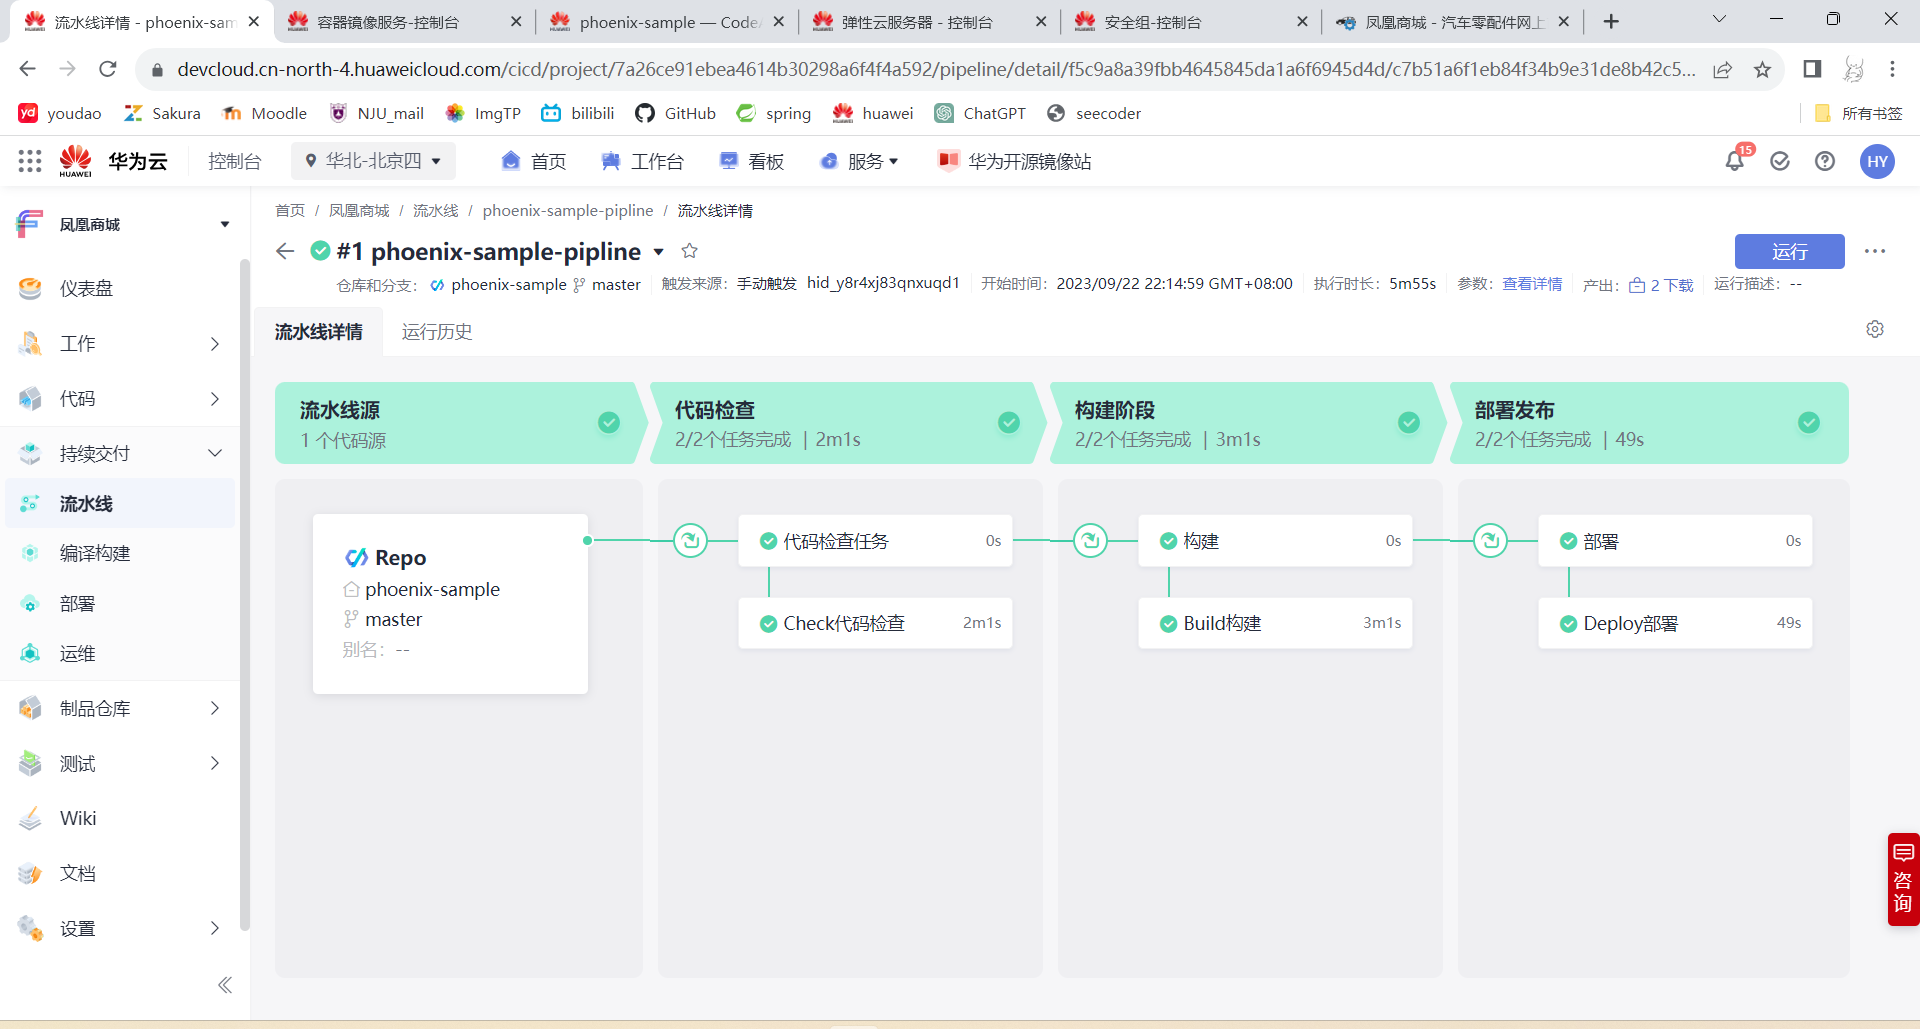 流水线详情 - phoenix-sam
容器镜像服务-控制台
phoenix-sample — CodeA
弹性云服务器 - 控制台
安全组-控制台
凤凰商城 - 汽车零配件网上
devcloud.cn-north-4.huaweicloud.com/cicd/project/7a26ce91ebea4614b30298a6f4f4a592/pipeline/detail/f5c9a8a39fbb4645845da1a6f6945d4d/c7b51a6f1eb84f34b9e31de8b42c5...
yd youdao
Sakura
Moodle
NJU_mail
ImgTP
bilibili
GitHub
spring
huawei
ChatGPT
seecoder
所有书签
HUAWEI
华为云
控制台
华北-北京四
首页
工作台
看板
服务
华为开源镜像站
15
HY
凤凰商城
仪表盘
工作
代码
持续交付
流水线
编译构建
部署
运维
制品仓库
测试
Wiki
文档
设置
首页 / 凤凰商城 / 流水线 / phoenix-sample-pipline / 流水线详情
#1 phoenix-sample-pipline
运行
仓库和分支： phoenix-sample master
触发来源：手动触发 hid_y8r4xj83qnxuqd1
开始时间：2023/09/22 22:14:59 GMT+08:00
执行时长：5m55s
参数：查看详情
产出：2 下载
运行描述：--
流水线详情
运行历史
流水线源
1 个代码源
代码检查
2/2个任务完成 | 2m1s
构建阶段
2/2个任务完成 | 3m1s
部署发布
2/2个任务完成 | 49s
Repo
phoenix-sample
master
别名：--
代码检查任务 0s
Check代码检查 2m1s
构建 0s
Build构建 3m1s
部署 0s
Deploy部署 49s
咨询